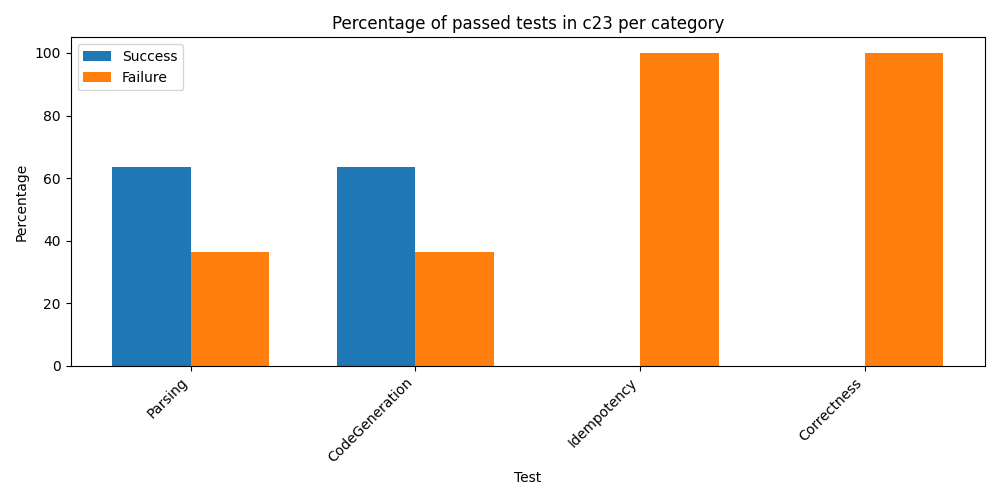 Percentage of passed tests in c23 per category
Success
Failure
Percentage
100
80
60
40
20
0
Parsing
CodeGeneration
Idempotency
Correctness
Test